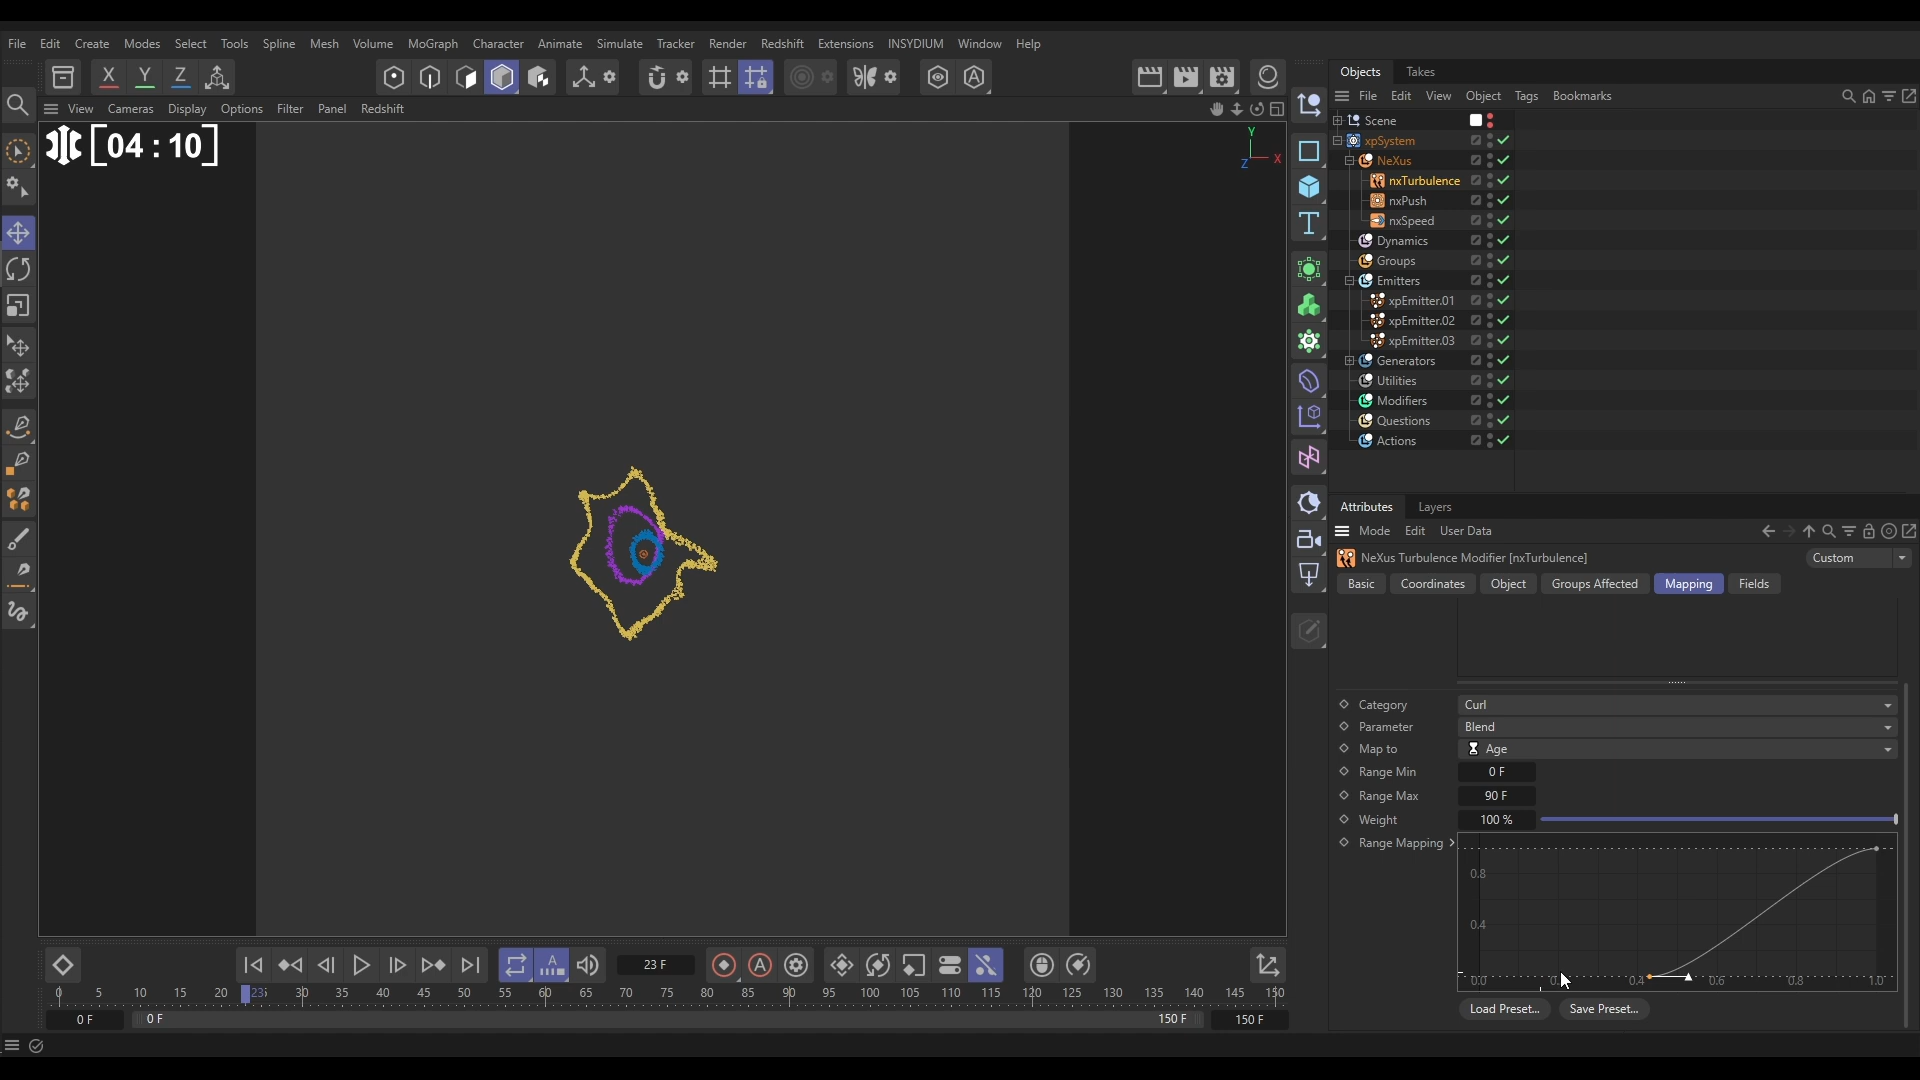 File Edit Create Modes Select Tools Spline Mesh Volume MoGraph Character Animate Simulate Tracker Render Redshift Extensions INSYDIUM Window Help
X Y Z
View Cameras Display Options Filter Panel Redshift
[04 : 10]
Y
X
Z
Objects Takes
File Edit View Object Tags Bookmarks
Scene
xpSystem
NeXus
nxTurbulence
nxPush
nxSpeed
Dynamics
Groups
Emitters
xpEmitter.01
xpEmitter.02
xpEmitter.03
Generators
Utilities
Modifiers
Questions
Actions
Attributes Layers
Mode Edit User Data
NeXus Turbulence Modifier [nxTurbulence] Custom
Basic Coordinates Object Groups Affected Mapping Fields
Category Curl
Parameter Blend
Map to Age
Range Min 0 F
Range Max 90 F
Weight 100 %
Range Mapping
0.8
0.4
0.0 0.4 0.6 0.8 1.0
Load Preset... Save Preset...
23 F
0 5 10 15 20 23 30 35 40 45 50 55 60 65 70 75 80 85 90 95 100 105 110 115 120 125 130 135 140 145 150
0 F 0 F 150 F 150 F